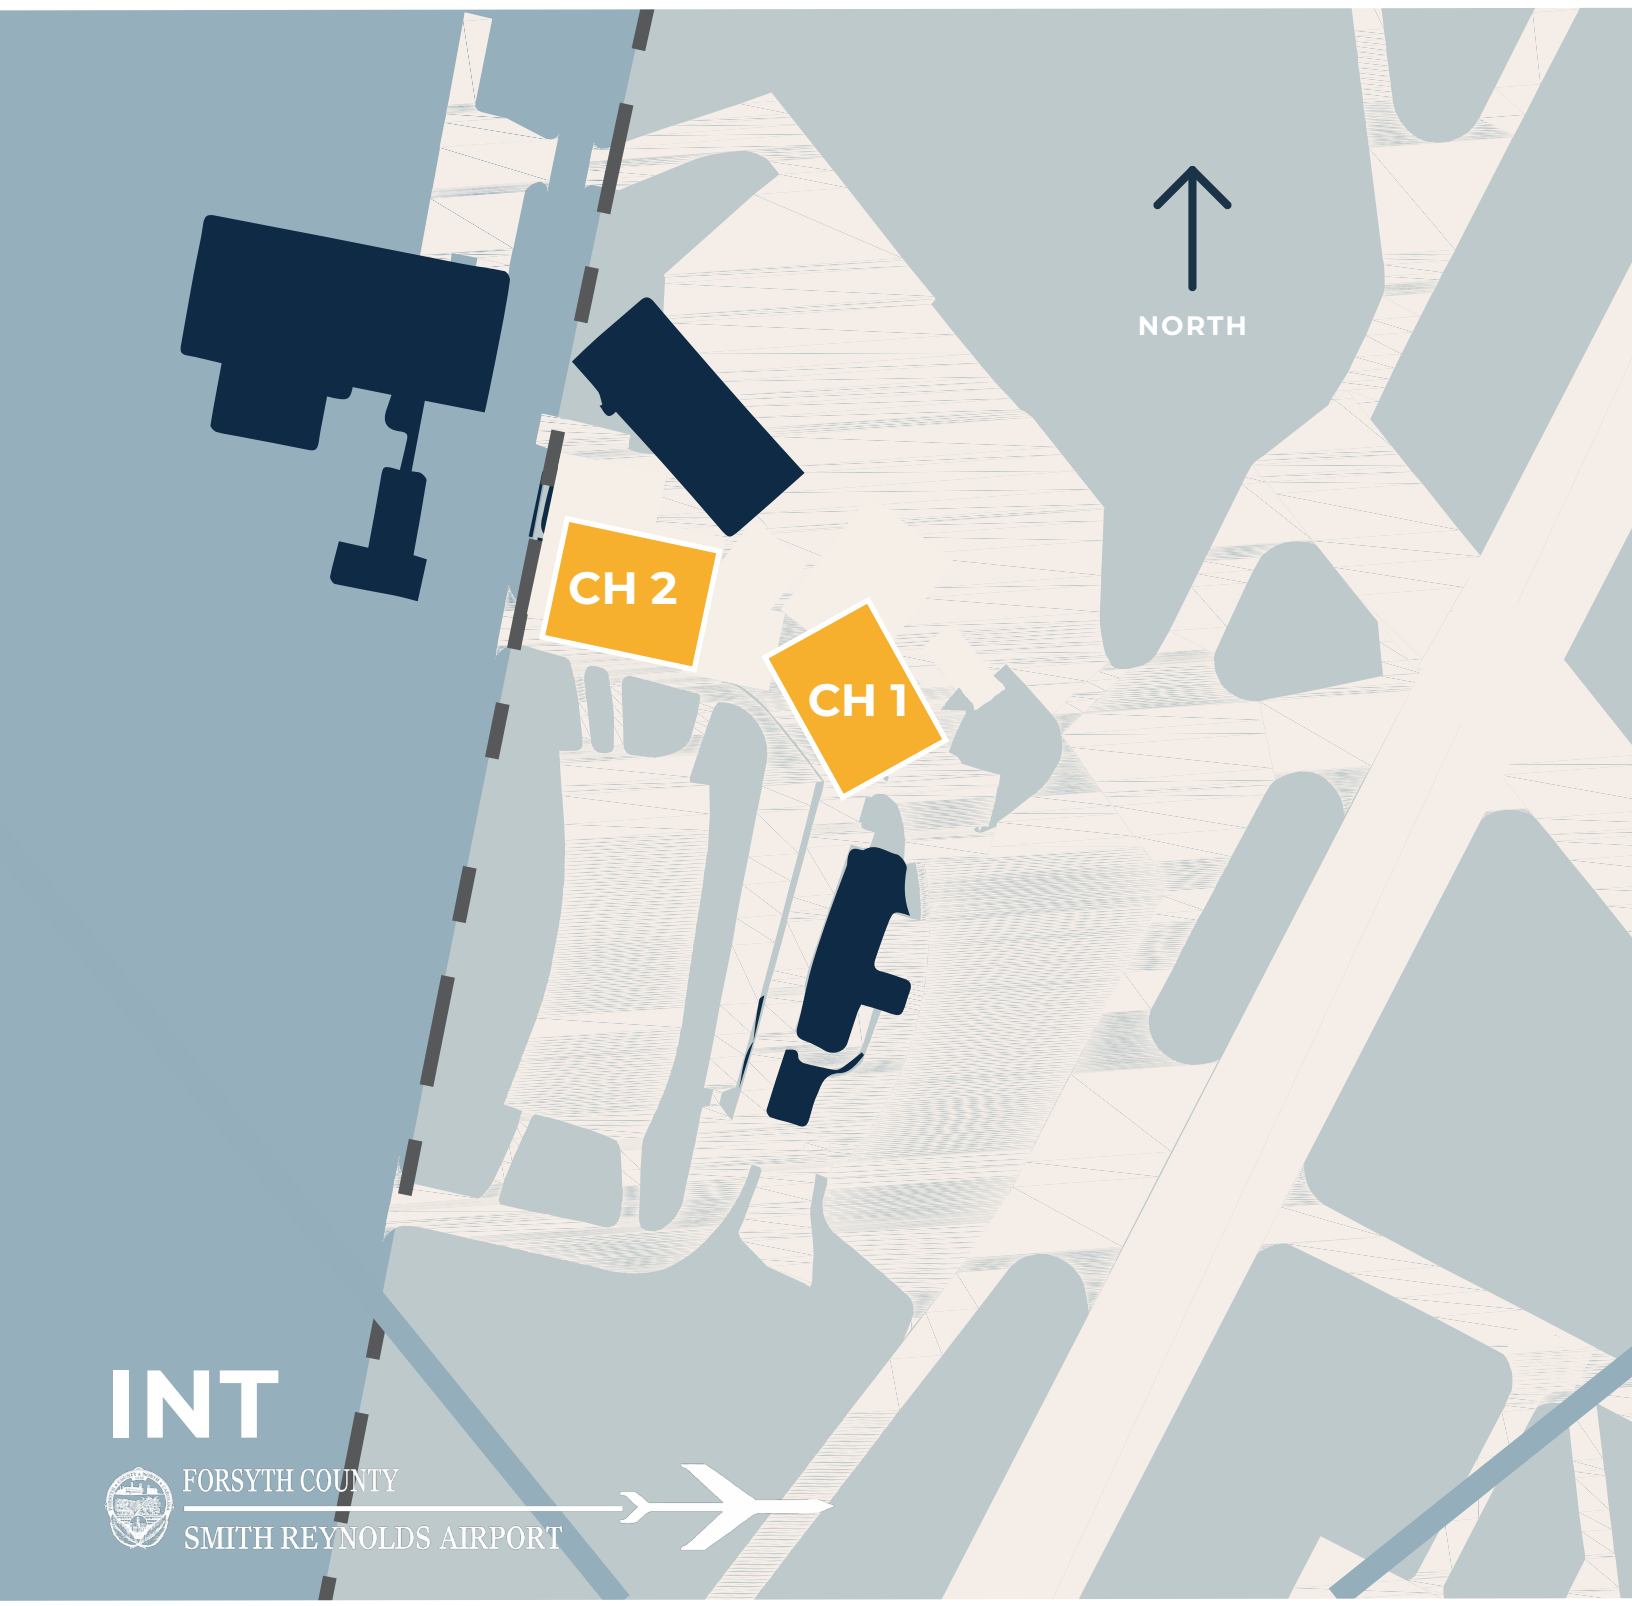 NORTH
CH 2
CH 1
INT
FORSYTH COUNTY
SMITH REYNOLDS AIRPORT